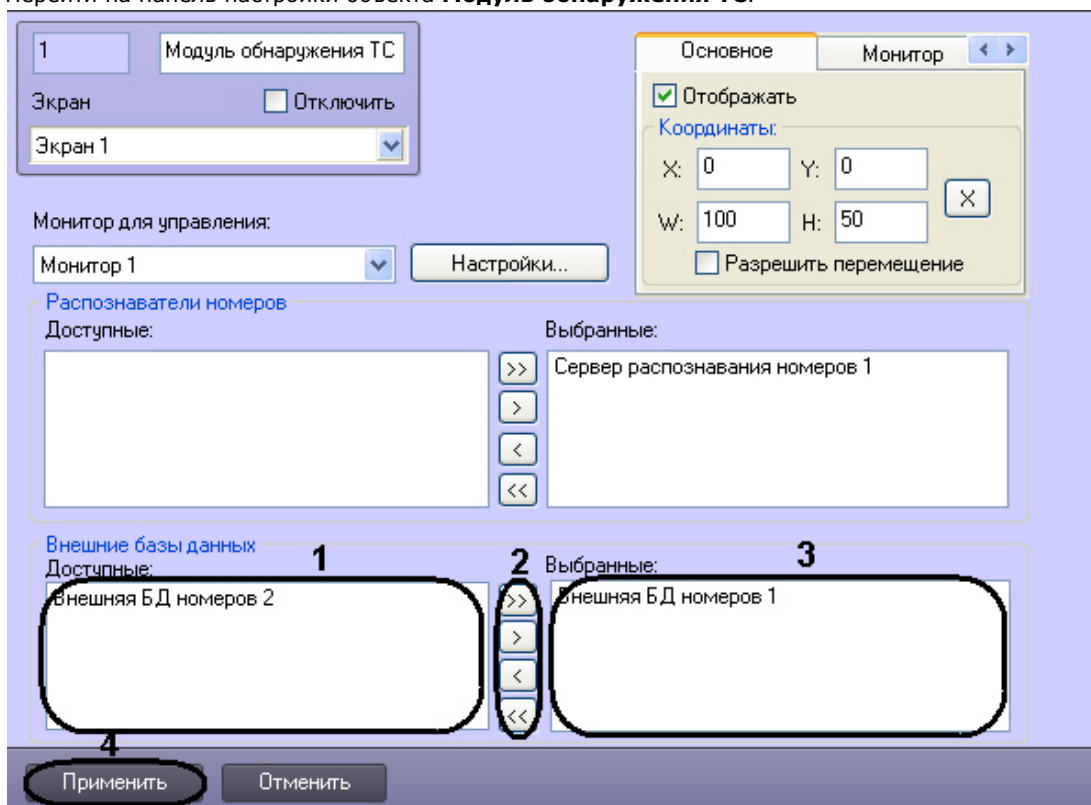 Перейти на панель настройки объекта Модуль обнаружения ТС.
1
Модуль обнаружения ТС
Экран
Отключить
Экран 1
Основное
Монитор
Отображать
Координаты:
X: 0 Y: 0
X
W: 100 H: 50
Разрешить перемещение
Монитор для управления:
Монитор 1
Настройки...
Распознаватели номеров
Доступные:
Выбранные:
Сервер распознавания номеров 1
>>
>
<
<<
Внешние базы данных
Доступные:
1
2
Выбранные:
3
Внешняя БД номеров 2
>>
>
<
<<
Внешняя БД номеров 1
4
Применить
Отменить